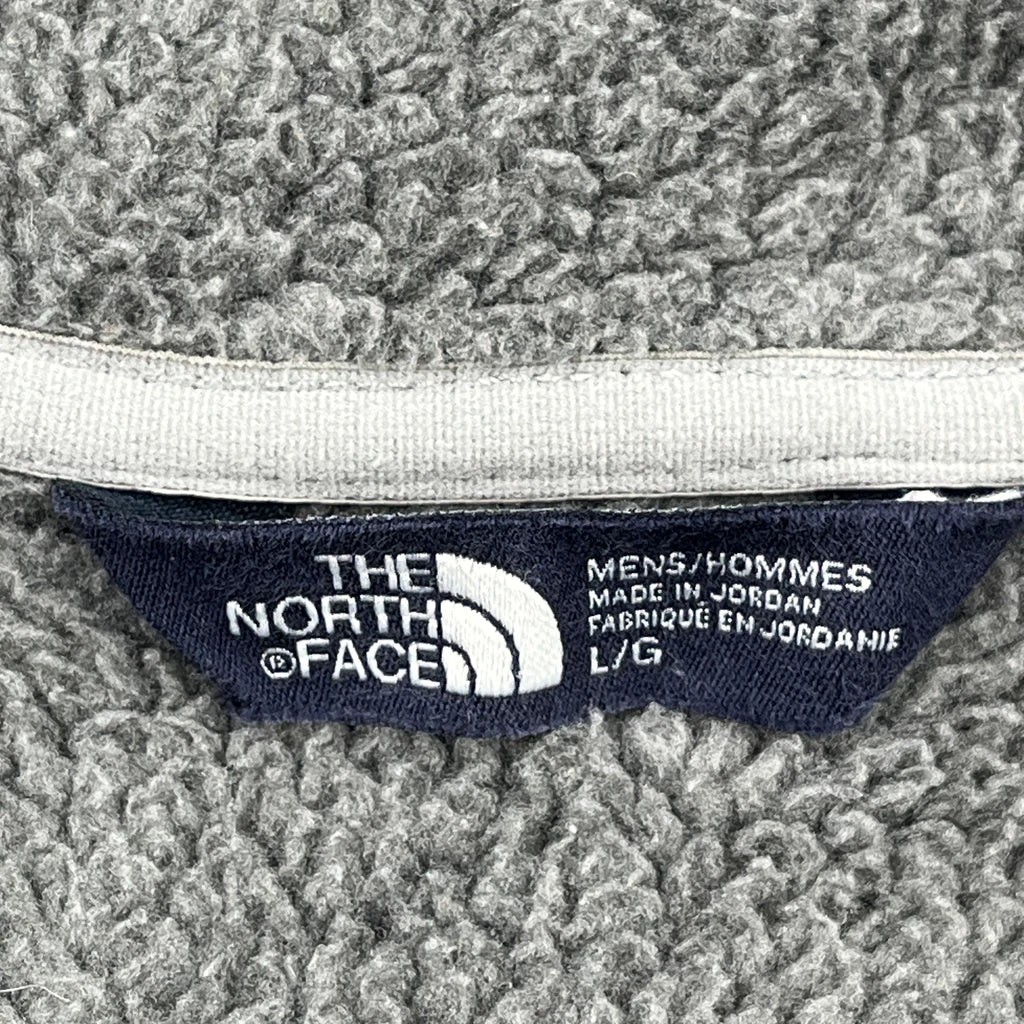 THE
NORTH
®FACE
MENS/HOMMES
MADE IN JORDAN
FABRIQUÉ EN JORDANIE
L/G